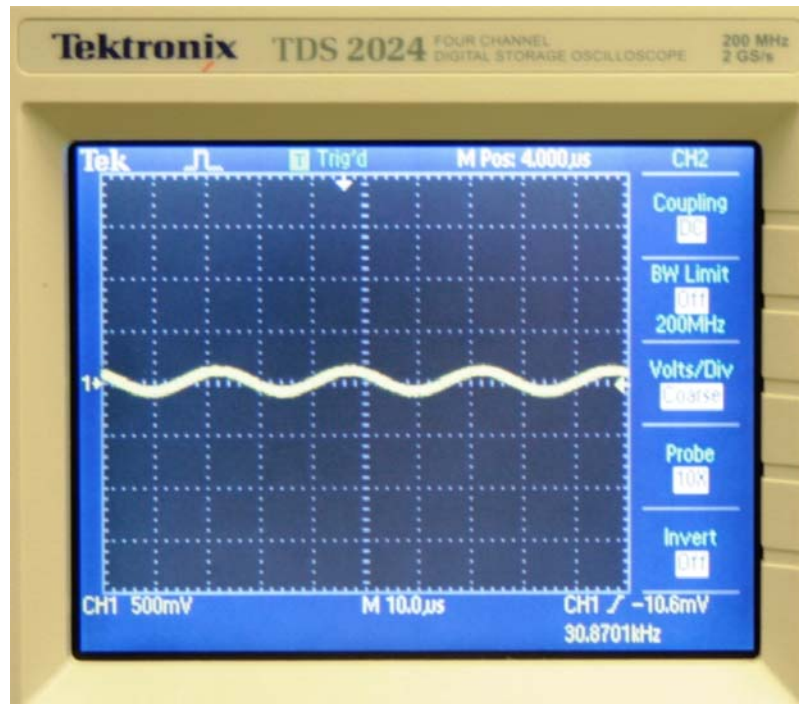 Tektronix TDS 2024 FOUR CHANNEL DIGITAL STORAGE OSCILLOSCOPE 200 MHz 2 GS/s
Tek T Trig'd M Pos: 4.000µs CH2
Coupling
DC
BW Limit
Off
200MHz
Volts/Div
Coarse
Probe
10X
Invert
Off
1
CH1 500mV M 10.0µs CH1 -10.6mV
30.8701kHz